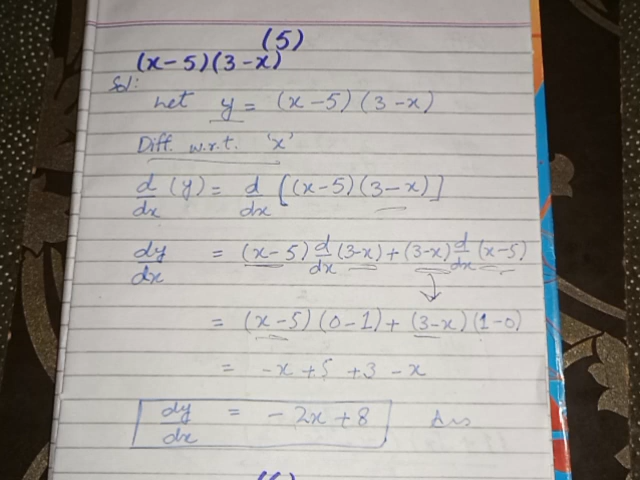 (5)
(x-5)(3-x)
Sol:
Let y = (x-5)(3-x)
Diff. w.r.t. 'x'
d/dx (y) = d/dx [(x-5)(3-x)]
dy/dx = (x-5) d/dx (3-x) + (3-x) d/dx (x-5)
= (x-5)(0-1) + (3-x)(1-0)
= -x+5 +3 -x
dy/dx = -2x+8 Ans